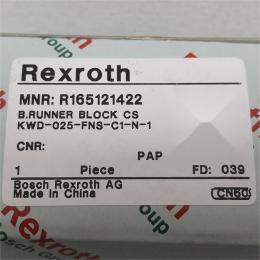 Rexroth
MNR: R165121422
B.RUNNER BLOCK CS
KWD-025-FNS-C1-N-1
CNR:
PAP
1 Piece FD: 039
Bosch Rexroth AG
Made in China